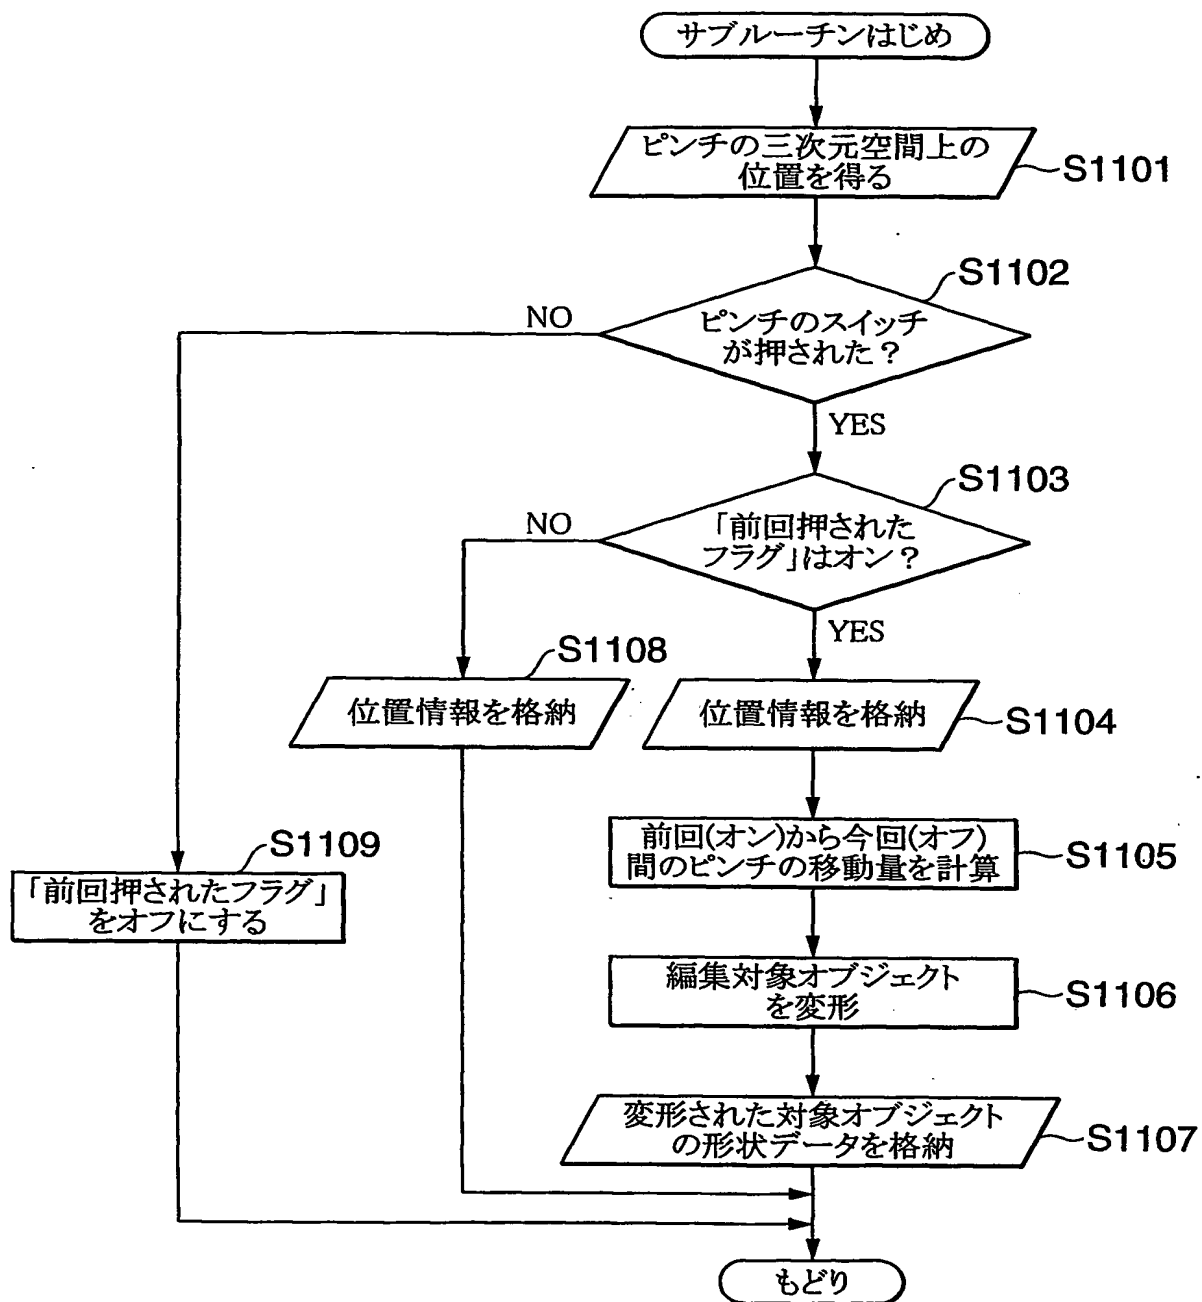 サブルーチンはじめ
ピンチの三次元空間上の
位置を得る
S1101
S1102
ピンチのスイッチ
が押された？
NO
YES
S1103
「前回押された
フラグ」はオン？
NO
YES
S1108
位置情報を格納
位置情報を格納
S1104
前回(オン)から今回(オフ)
間のピンチの移動量を計算
S1105
S1109
「前回押されたフラグ」
をオフにする
編集対象オブジェクト
を変形
S1106
変形された対象オブジェクト
の形状データを格納
S1107
もどり